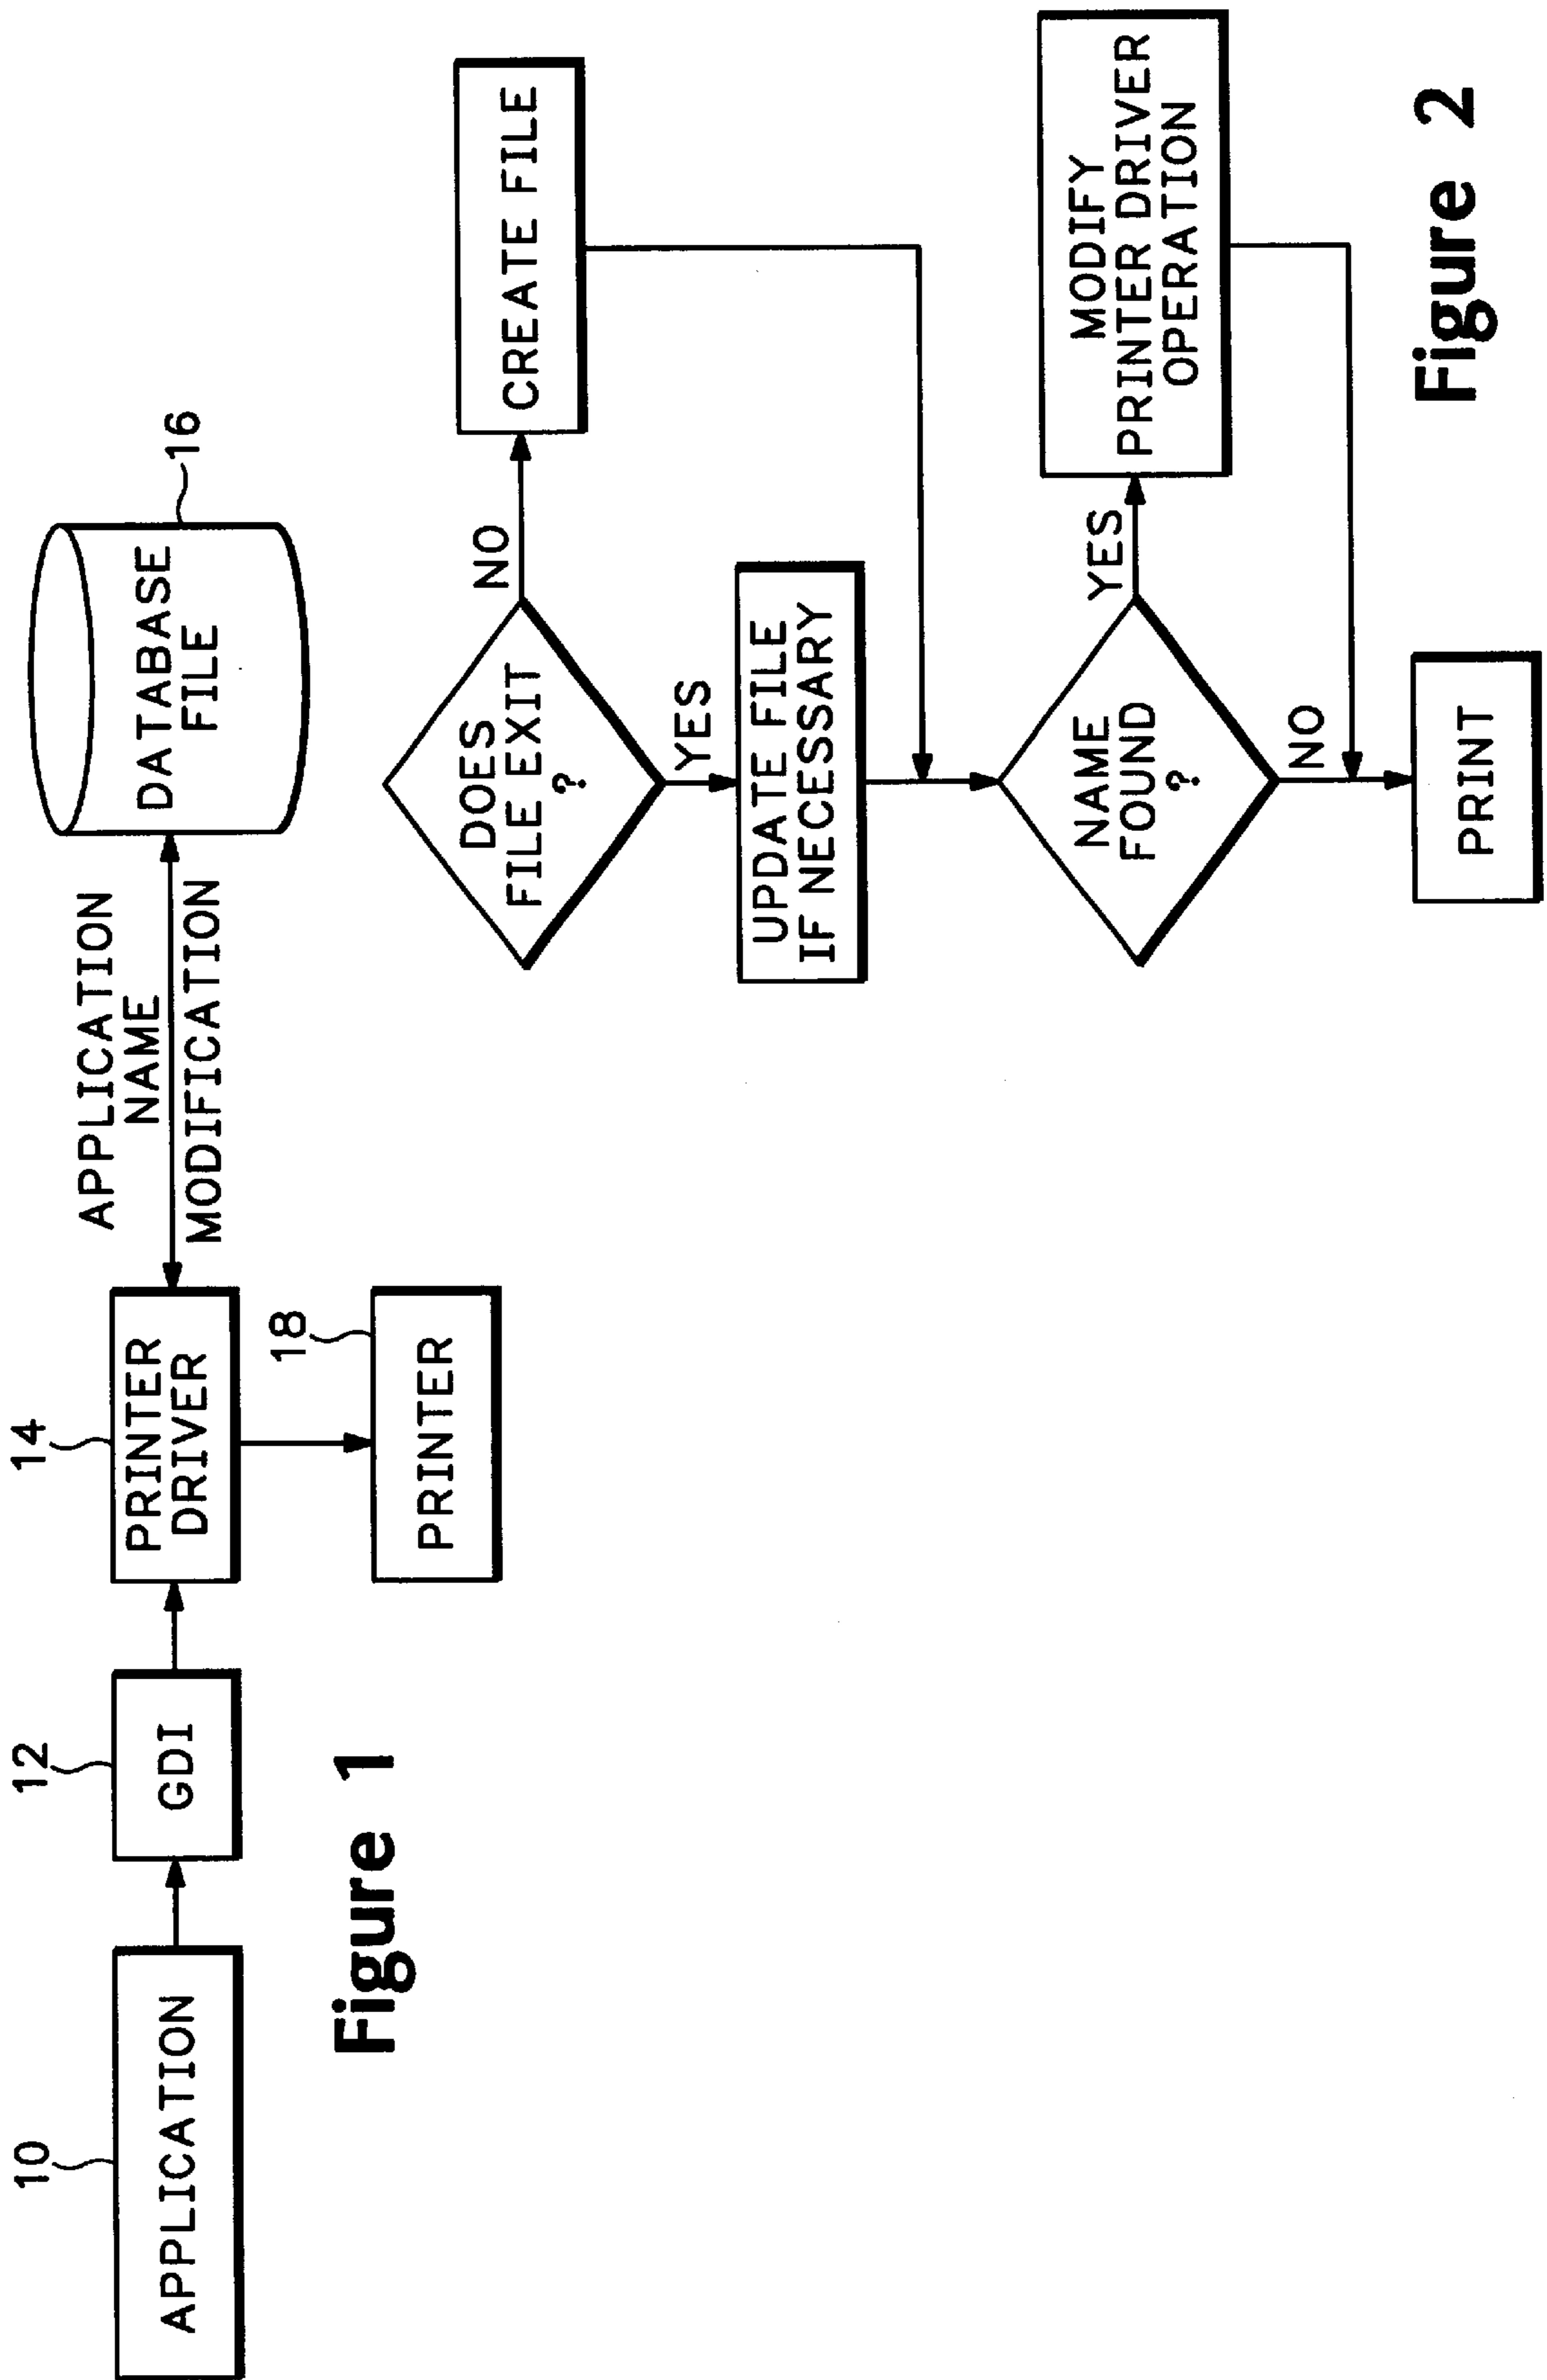 10
APPLICATION
12
GDI
14
PRINTER
DRIVER
18
PRINTER
APPLICATION
NAME
MODIFICATION
DATABASE
FILE
16
Figure 1
DOES
FILE EXIT
?
NO
CREATE FILE
YES
UPDATE FILE
IF NECESSARY
NAME
FOUND
?
YES
MODIFY
PRINTER DRIVER
OPERATION
NO
PRINT
Figure 2